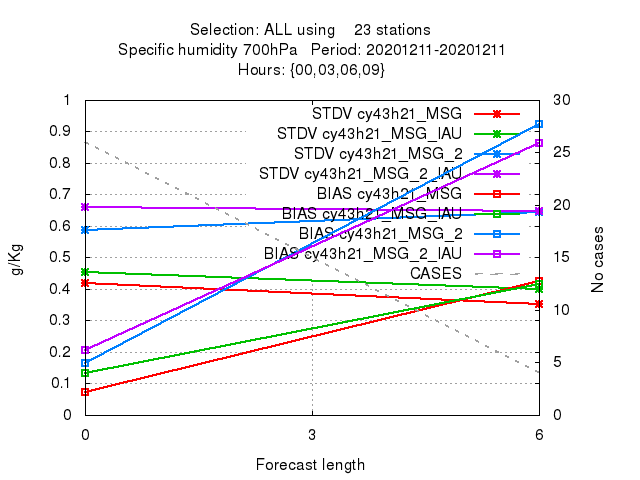 Selection: ALL using 23 stations
Specific humidity 700hPa Period: 20201211-20201211
Hours: {00,03,06,09}
1
0.9
0.8
0.7
0.6
0.5
0.4
0.3
0.2
0.1
0
g/Kg
STDV cy43h21_MSG
STDV cy43h21_MSG_IAU
STDV cy43h21_MSG_2
STDV cy43h21_MSG_2_IAU
BIAS cy43h21_MSG
BIAS cy43h21_MSG_IAU
BIAS cy43h21_MSG_2
BIAS cy43h21_MSG_2_IAU
CASES
30
25
20
15
10
5
0
No cases
0 3 6
Forecast length